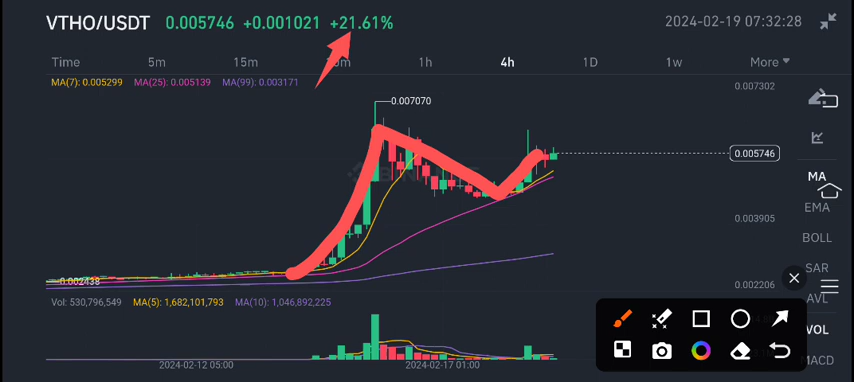 VTHO/USDT 0.005746 +0.001021 +21.61% 2024-02-19 07:32:28
Time 5m 15m 1h 4h 1D 1w More
MA(7): 0.005299 MA(25): 0.005139 MA(99): 0.003171
0.007302
0.007070
0.005746
MA
0.003905
EMA
BOLL
SAR
0.002438
0.002206
AVL
Vol: 530,796,549 MA(5): 1,682,101,793 MA(10): 1,046,892,225
VOL
MACD
2024-02-12 05:00 2024-02-17 01:00